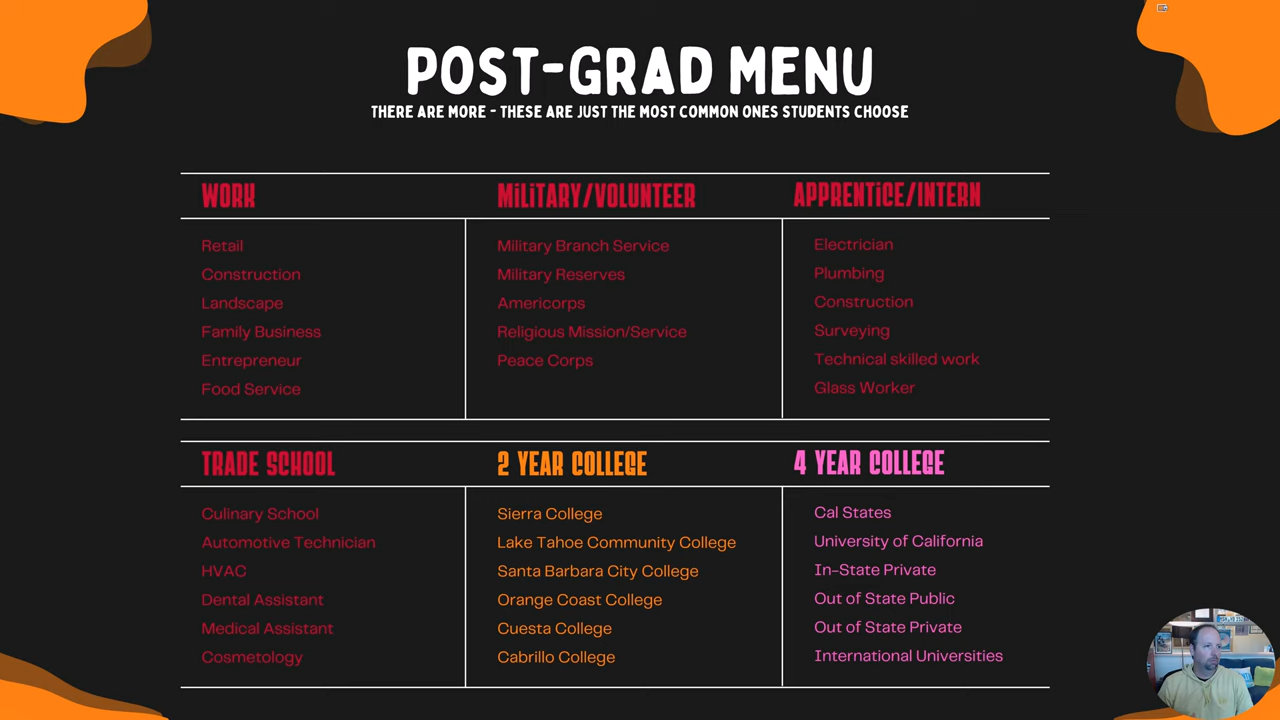 POST-GRAD MENU
THERE ARE MORE - THESE ARE JUST THE MOST COMMON ONES STUDENTS CHOOSE
WORK
Retail
Construction
Landscape
Family Business
Entrepreneur
Food Service
MILITARY/VOLUNTEER
Military Branch Service
Military Reserves
Americorps
Religious Mission/Service
Peace Corps
APPRENTICE/INTERN
Electrician
Plumbing
Construction
Surveying
Technical skilled work
Glass Worker
TRADE SCHOOL
Culinary School
Automotive Technician
HVAC
Dental Assistant
Medical Assistant
Cosmetology
2 YEAR COLLEGE
Sierra College
Lake Tahoe Community College
Santa Barbara City College
Orange Coast College
Cuesta College
Cabrillo College
4 YEAR COLLEGE
Cal States
University of California
In-State Private
Out of State Public
Out of State Private
International Universities